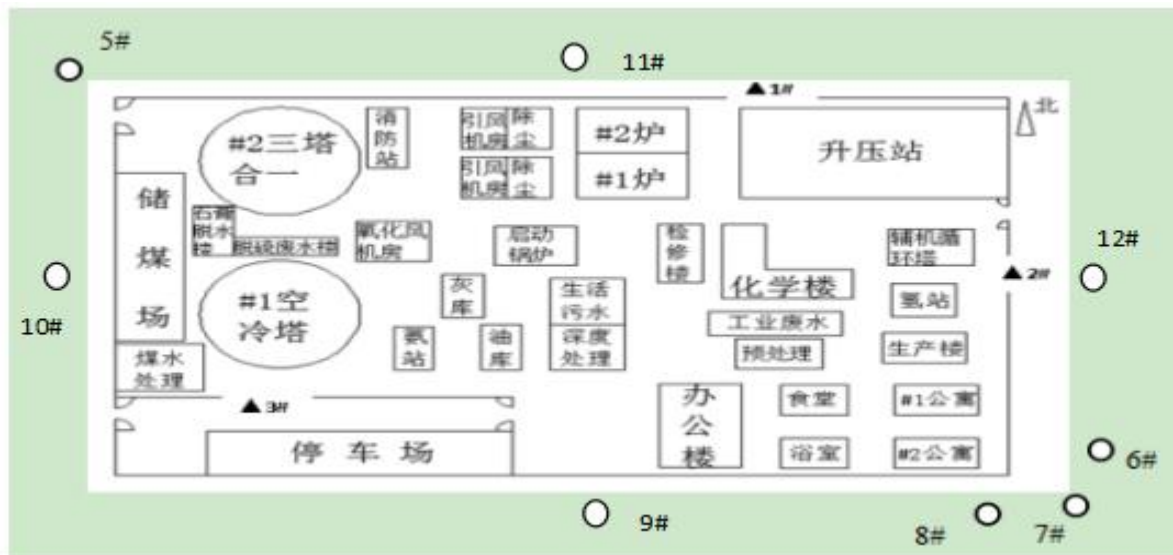 5#
11#
▲1#
北
#2三塔
合一
消
防
站
引风
机房
除
尘
#2炉
升压站
引风
机房
除
尘
#1炉
储
煤
场
石膏
脱水
楼
脱硫废水楼
氧化风
机房
启动
锅炉
检
修
楼
化学楼
辅机循
环塔
12#
▲2#
10#
#1空
冷塔
灰
库
生活
污水
氢站
工业废水
氨
站
油
库
深度
处理
预处理
生产楼
煤水
处理
▲3#
办
公
楼
食堂
#1公寓
停车场
浴室
#2公寓
6#
9#
8#
7#